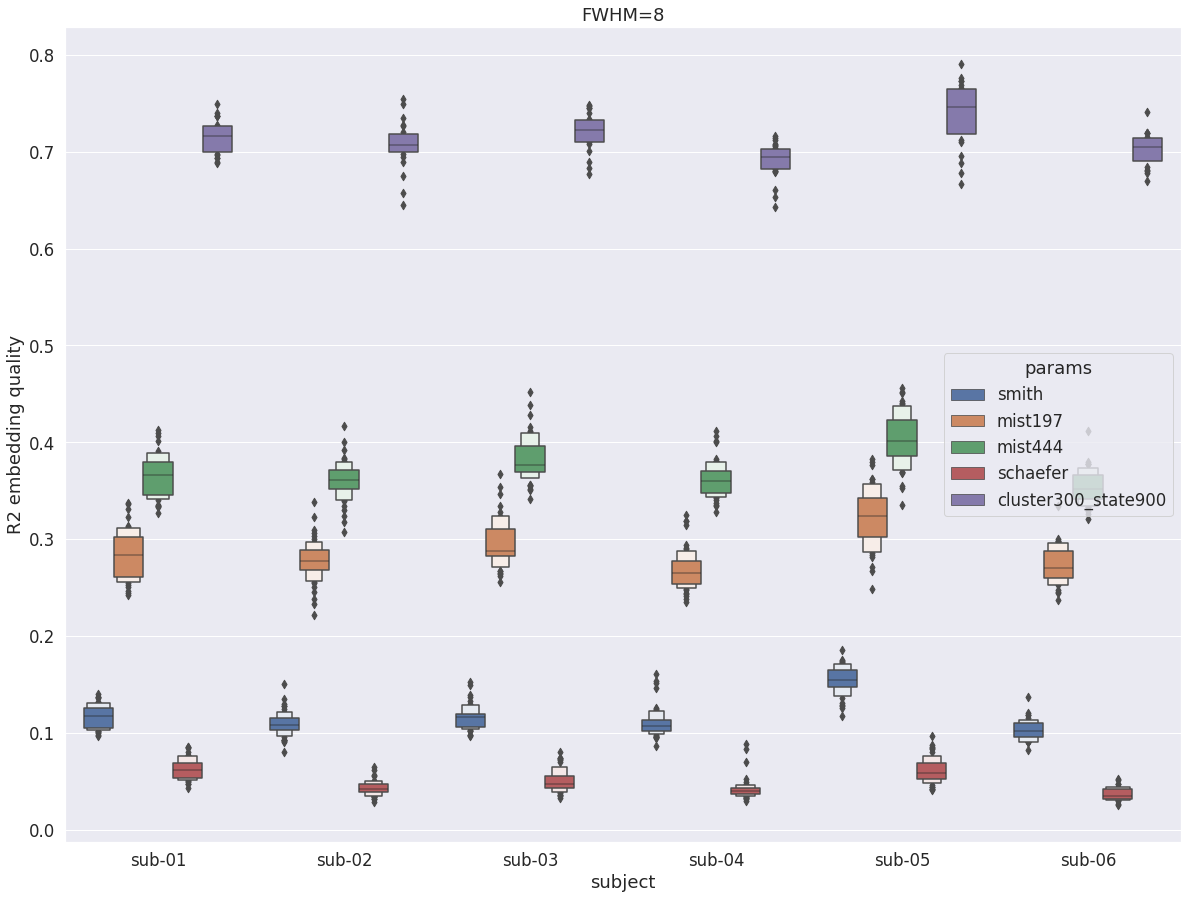 FWHM=8
R2 embedding quality
0.8
0.7
0.6
0.5
0.4
0.3
0.2
0.1
0.0
params
smith
mist197
mist444
schaefer
cluster300_state900
sub-01
sub-02
sub-03
sub-04
sub-05
sub-06
subject